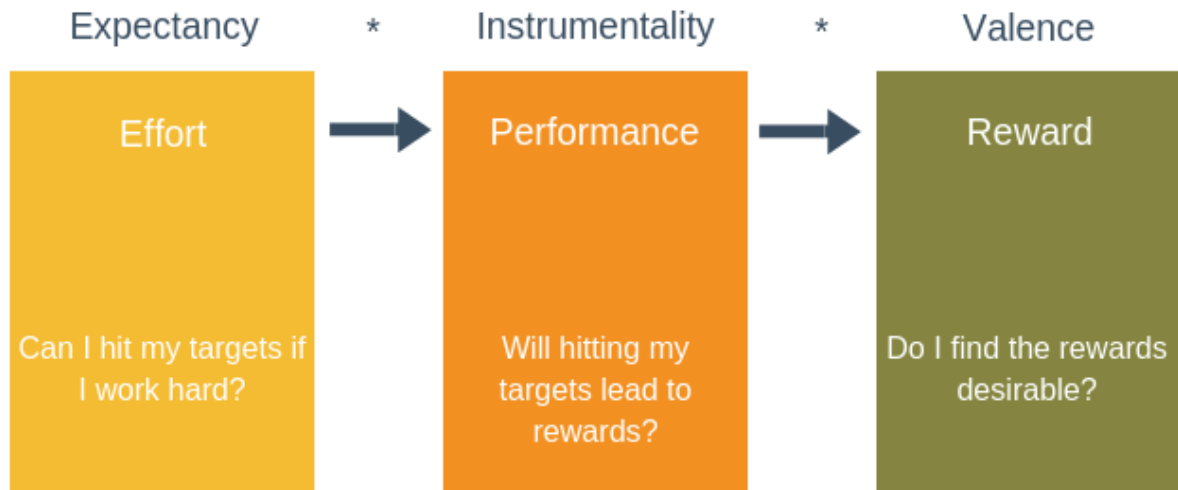 Expectancy * Instrumentality * Valence
Effort
Performance
Reward
Can I hit my targets if
I work hard?
Will hitting my
targets lead to
rewards?
Do I find the rewards
desirable?